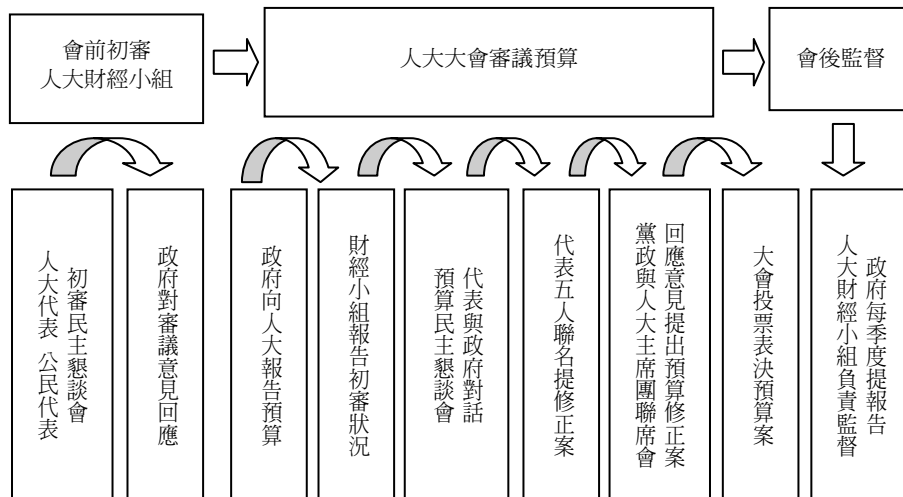 會前初審
人大財經小組
人大大會審議預算
會後監督
初審民主懇談會
人大代表 公民代表
政府對審議意見回應
政府向人大報告預算
財經小組報告初審狀況
代表與政府對話
預算民主懇談會
代表五人聯名提修正案
回應意見提出預算修正案
黨政與人大主席團聯席會
大會投票表決預算案
政府每季度提報告
人大財經小組負責監督